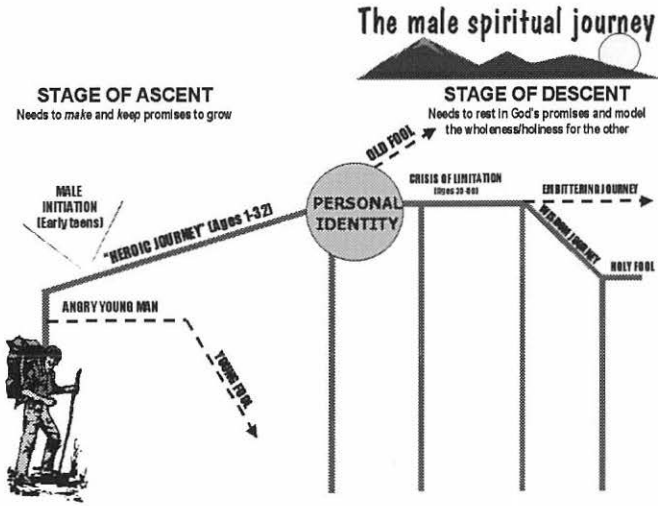 The male spiritual journey
STAGE OF ASCENT
Needs to make and keep promises to grow
STAGE OF DESCENT
Needs to rest in God's promises and model
the wholeness/holiness for the other
OLD FOOL
MALE
INITIATION
(Early teens)
"HEROIC JOURNEY" (Ages 1-32)
PERSONAL
IDENTITY
CRISIS OF LIMITATION
EMBITTERING JOURNEY
WISDOM JOURNEY
HOLY FOOL
ANGRY YOUNG MAN
YOUNG FOOL